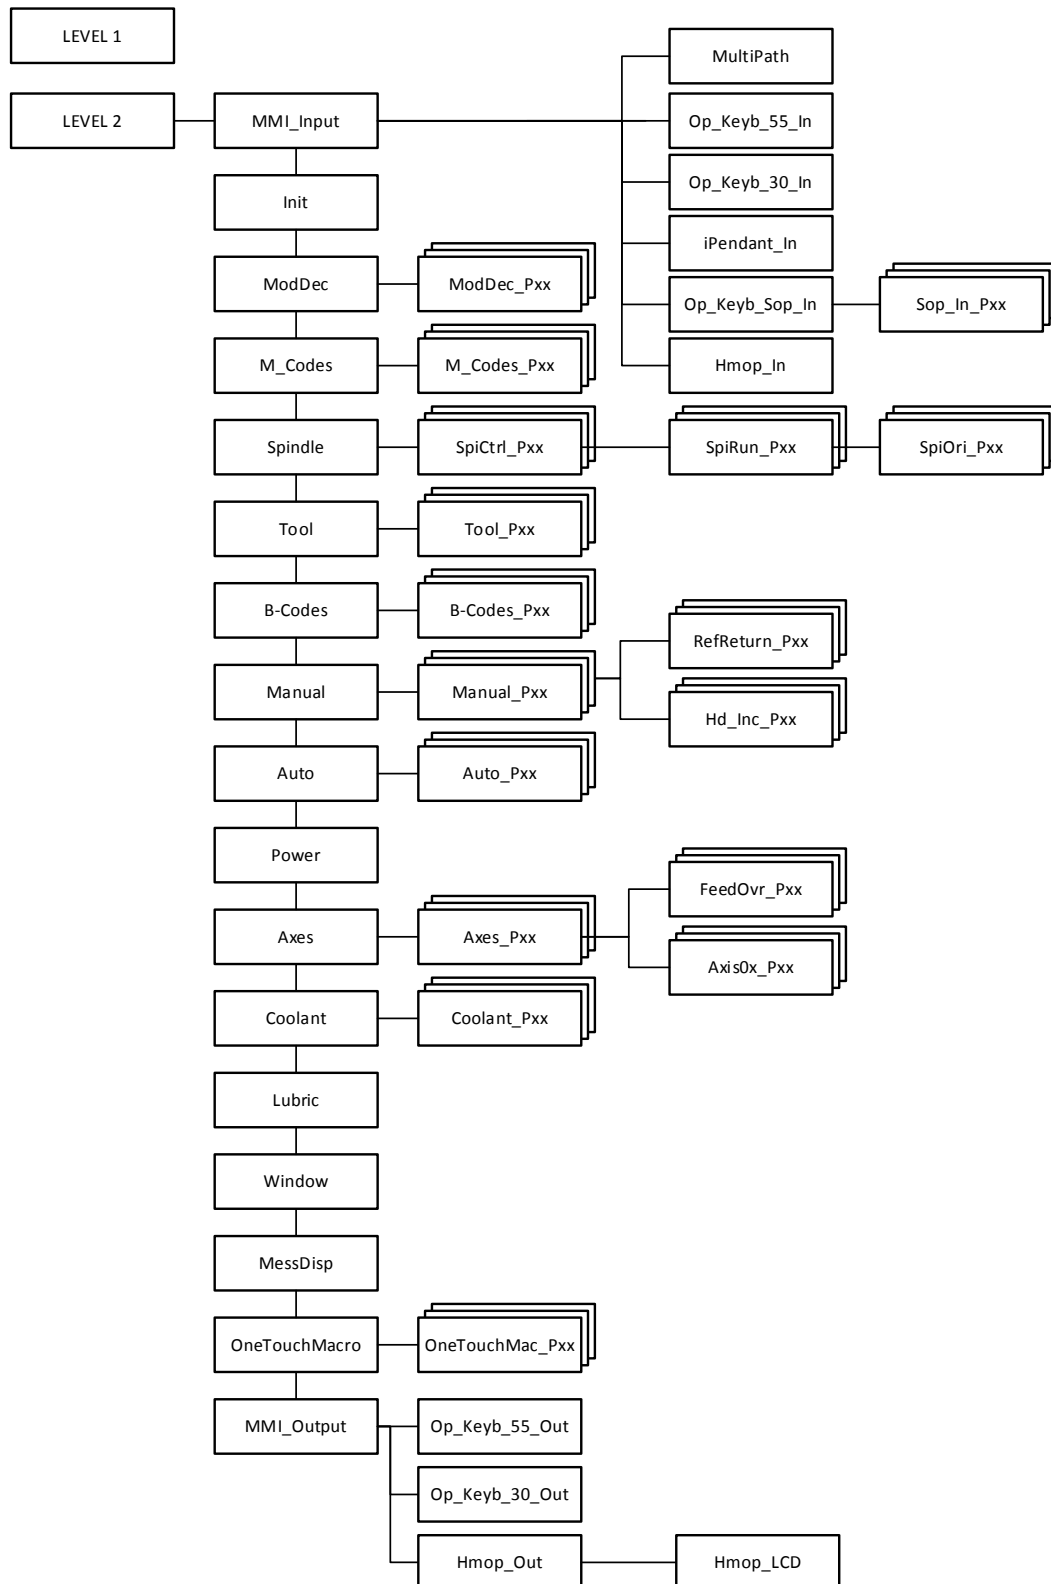 LEVEL 1
MultiPath
LEVEL 2
MMI_Input
Op_Keyb_55_In
Init
Op_Keyb_30_In
iPendant_In
ModDec
ModDec_Pxx
Op_Keyb_Sop_In
Sop_In_Pxx
M_Codes
M_Codes_Pxx
Hmop_In
Spindle
SpiCtrl_Pxx
SpiRun_Pxx
SpiOri_Pxx
Tool
Tool_Pxx
B-Codes
B-Codes_Pxx
RefReturn_Pxx
Manual
Manual_Pxx
Hd_Inc_Pxx
Auto
Auto_Pxx
Power
FeedOvr_Pxx
Axes
Axes_Pxx
Axis0x_Pxx
Coolant
Coolant_Pxx
Lubric
Window
MessDisp
OneTouchMacro
OneTouchMac_Pxx
MMI_Output
Op_Keyb_55_Out
Op_Keyb_30_Out
Hmop_Out
Hmop_LCD